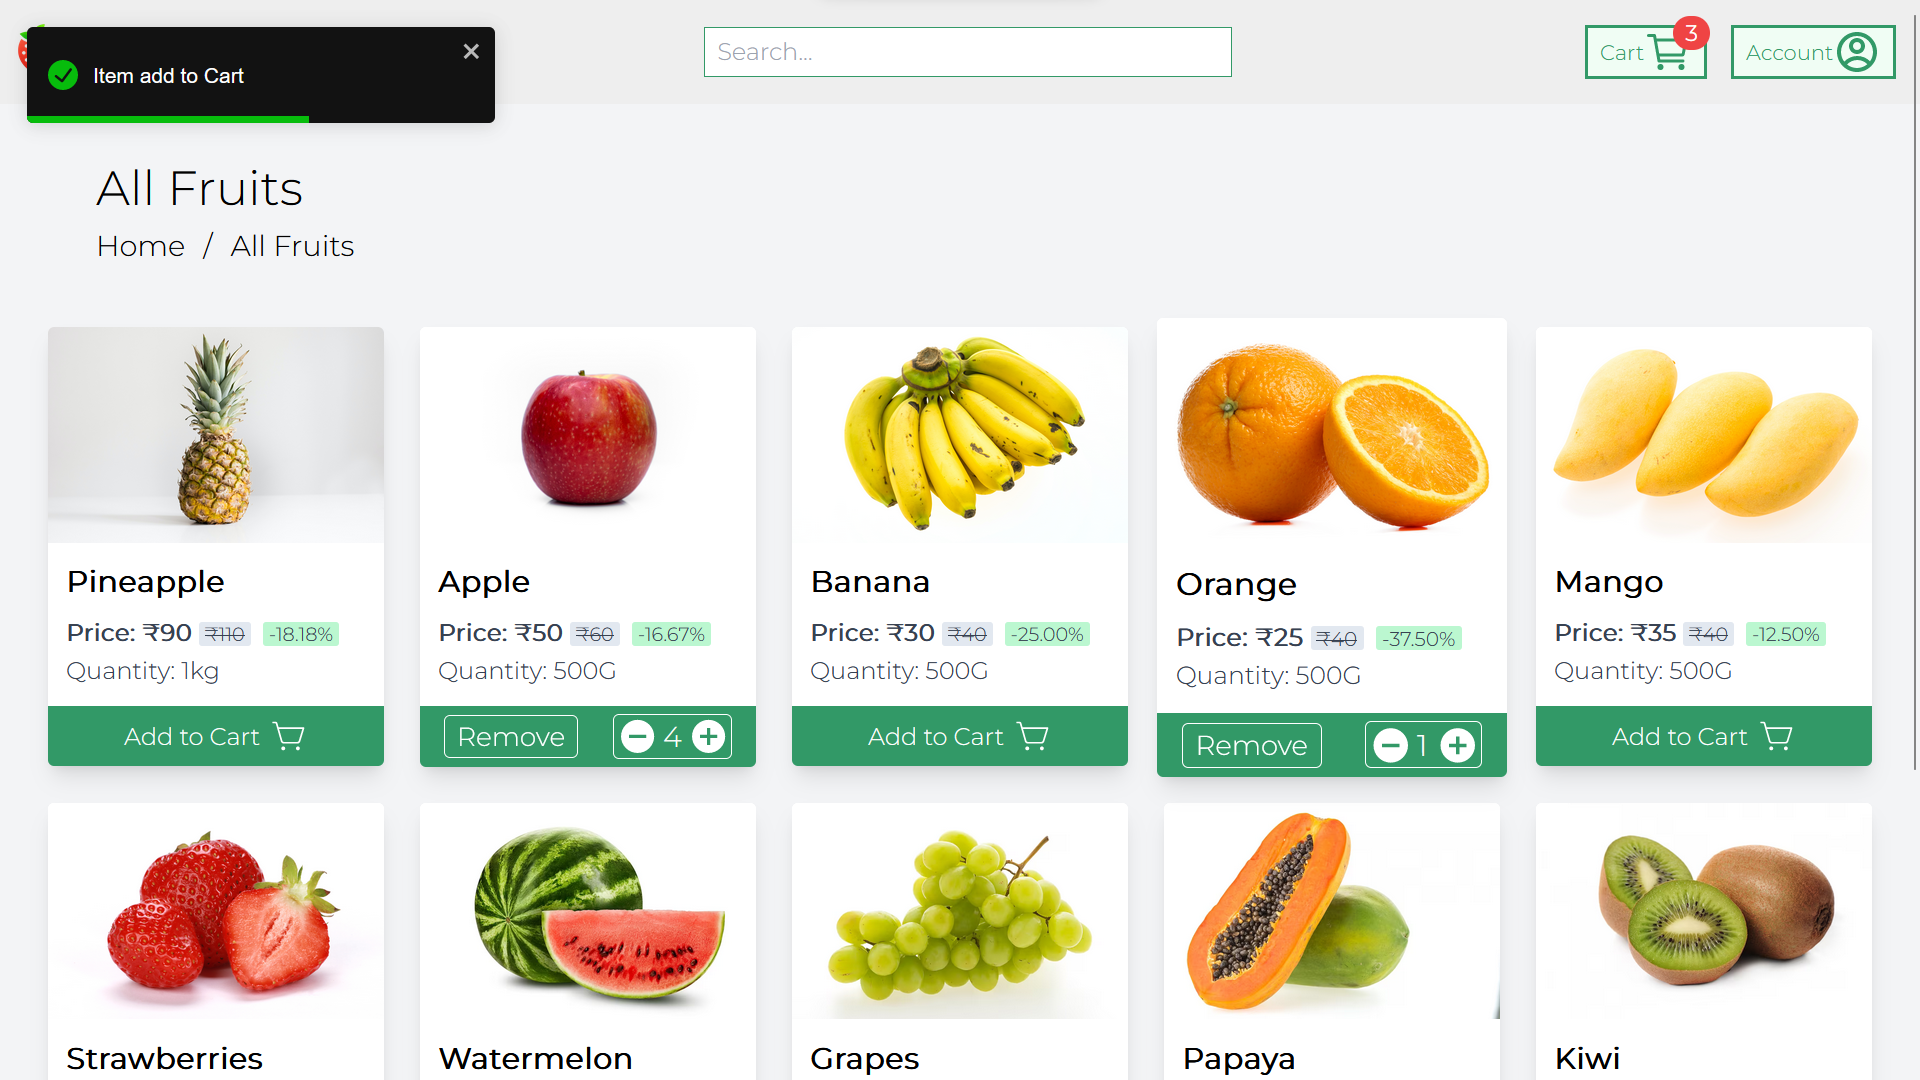 Item add to Cart
Search...
Cart
3
Account
All Fruits
Home / All Fruits
Pineapple
Price: ₹90 ₹110 -18.18%
Quantity: 1kg
Add to Cart
Apple
Price: ₹50 ₹60 -16.67%
Quantity: 500G
Remove 4
Banana
Price: ₹30 ₹40 -25.00%
Quantity: 500G
Add to Cart
Orange
Price: ₹25 ₹40 -37.50%
Quantity: 500G
Remove 1
Mango
Price: ₹35 ₹40 -12.50%
Quantity: 500G
Add to Cart
Strawberries
Watermelon
Grapes
Papaya
Kiwi